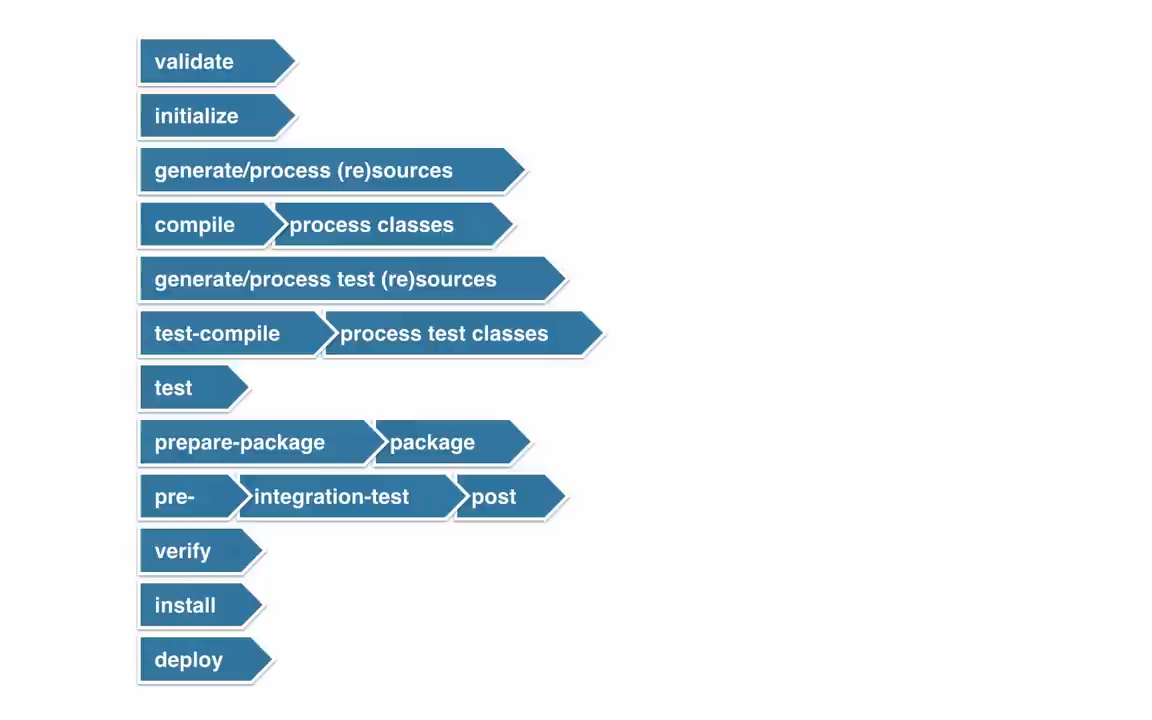 validate
initialize
generate/process (re)sources
compile process classes
generate/process test (re)sources
test-compile process test classes
test
prepare-package package
pre- integration-test post
verify
install
deploy